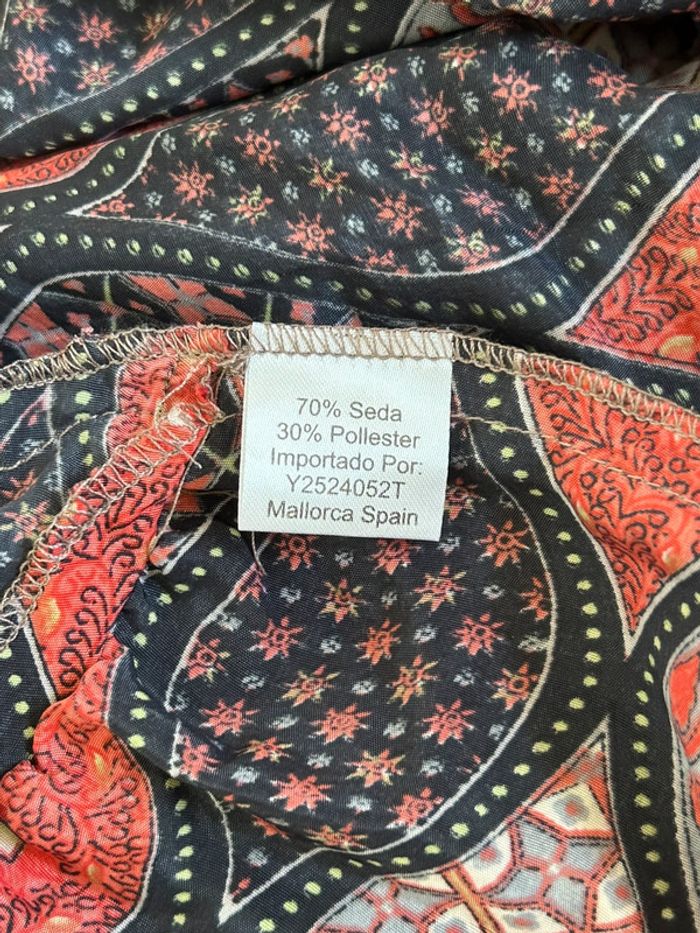 70% Seda
30% Pollester
Importado Por:
Y2524052T
Mallorca Spain